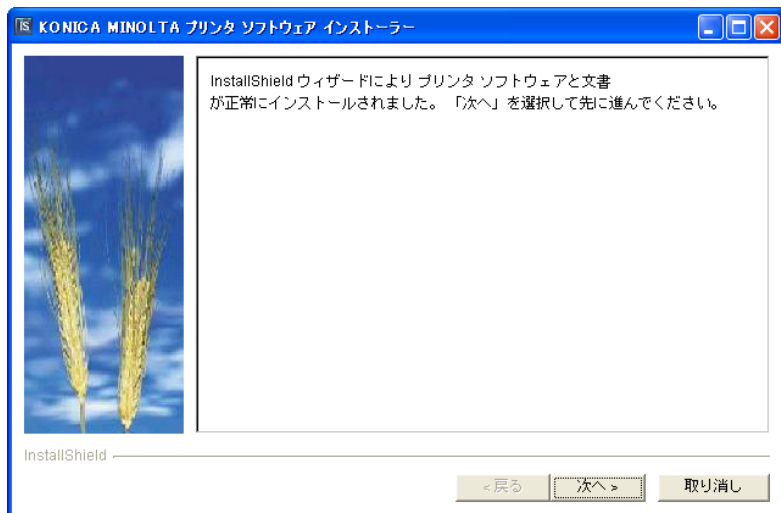 IS KONICA MINOLTA プリンタ ソフトウェア インストーラー
InstallShield ウィザードにより プリンタ ソフトウェアと文書
が正常にインストールされました。 「次へ」を選択して先に進んでください。
InstallShield
<戻る 次へ> 取り消し